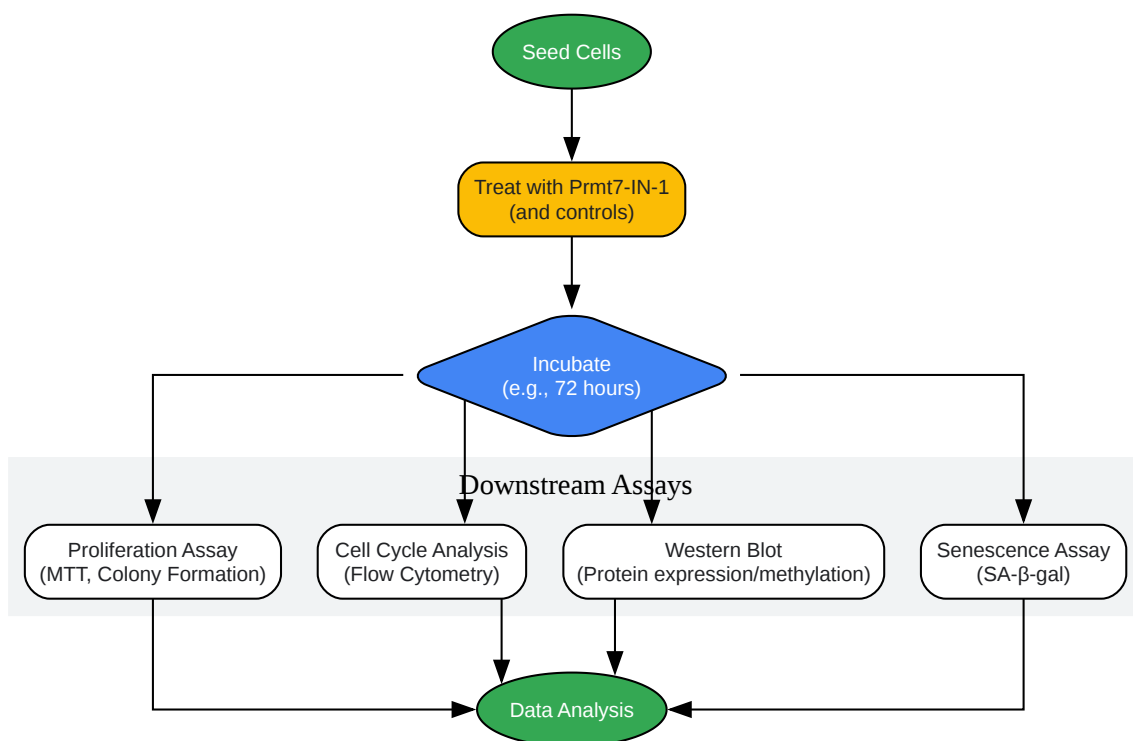 Seed Cells
Treat with Prmt7-IN-1
(and controls)
Incubate
(e.g., 72 hours)
Downstream Assays
Proliferation Assay
(MTT, Colony Formation)
Cell Cycle Analysis
(Flow Cytometry)
Western Blot
(Protein expression/methylation)
Senescence Assay
(SA-β-gal)
Data Analysis